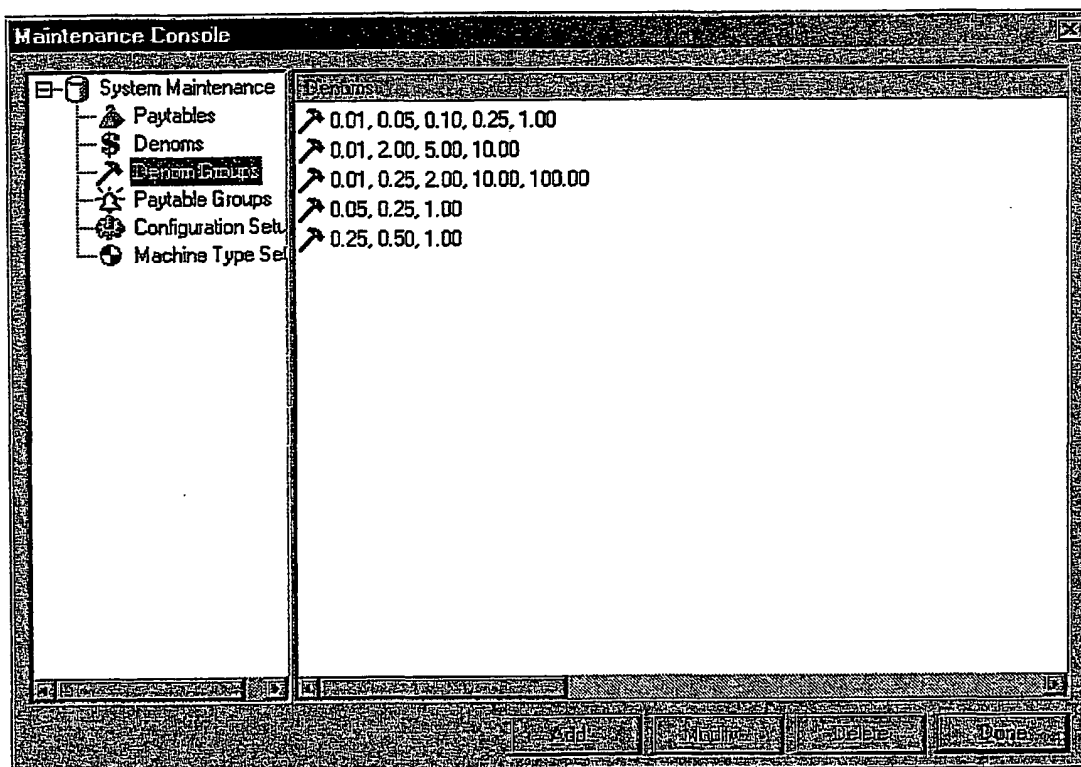 Maintenance Console
System Maintenance
Paytables
Denoms
Denom Groups
Paytable Groups
Configuration Setu
Machine Type Set
Denoms
0.01, 0.05, 0.10, 0.25, 1.00
0.01, 2.00, 5.00, 10.00
0.01, 0.25, 2.00, 10.00, 100.00
0.05, 0.25, 1.00
0.25, 0.50, 1.00
Add
Modify
Delete
Done